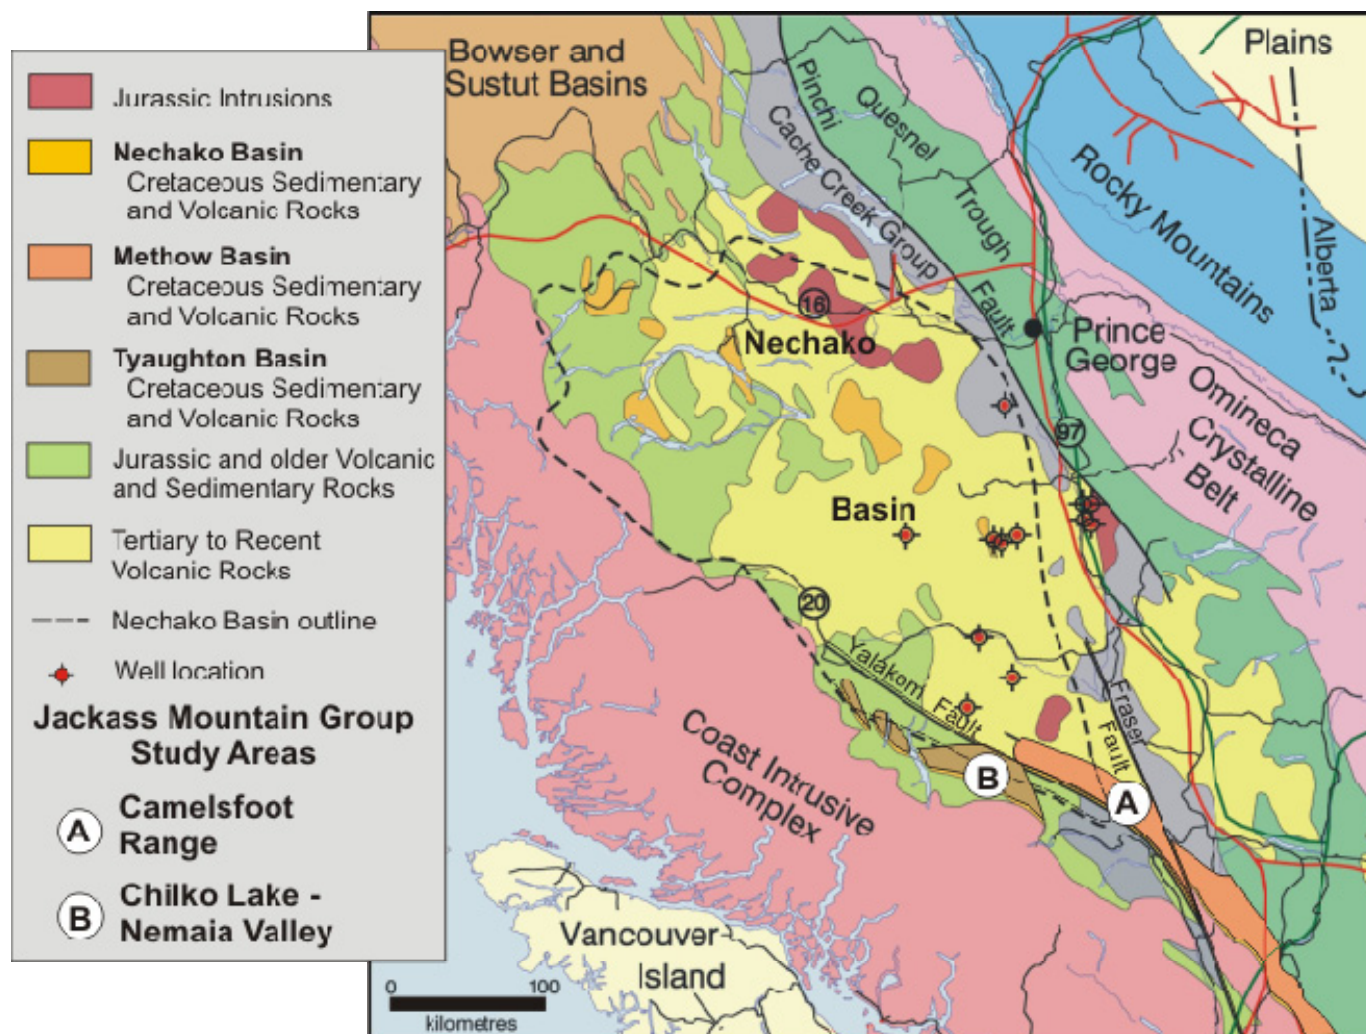 Jurassic Intrusions
Nechako Basin
Cretaceous Sedimentary
and Volcanic Rocks
Methow Basin
Cretaceous Sedimentary
and Volcanic Rocks
Tyaughton Basin
Cretaceous Sedimentary
and Volcanic Rocks
Jurassic and older Volcanic
and Sedimentary Rocks
Tertiary to Recent
Volcanic Rocks
Nechako Basin outline
Well location
Jackass Mountain Group
Study Areas
A Camelsfoot
Range
B Chilko Lake -
Nemaia Valley
Bowser and
Sustut Basins
Pinchi
Fault
Cache Creek Group
Quesnel
Trough
Plains
Rocky Mountains
Alberta
16
Nechako
Prince
George
Omineca
Crystalline
Belt
97
Basin
20
Yalakom
Fault
Fraser
Fault
B
A
Coast Intrusive
Complex
Vancouver
Island
0 100
kilometres